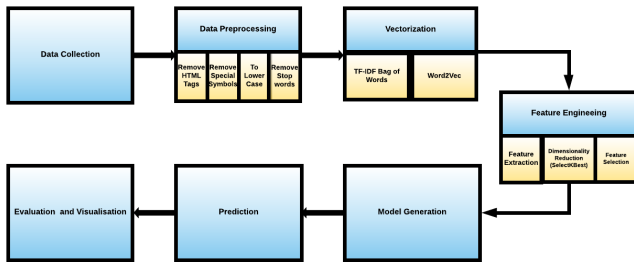 Data Collection
Data Preprocessing
Remove
HTML
Tags
Remove
Special
Symbols
To
Lower
Case
Remove
Stop
words
Vectorization
TF-IDF Bag of
Words
Word2Vec
Feature Engineeing
Feature
Extraction
Dimensionality
Reduction
(SelectKBest)
Feature
Selection
Evaluation and Visualisation
Prediction
Model Generation